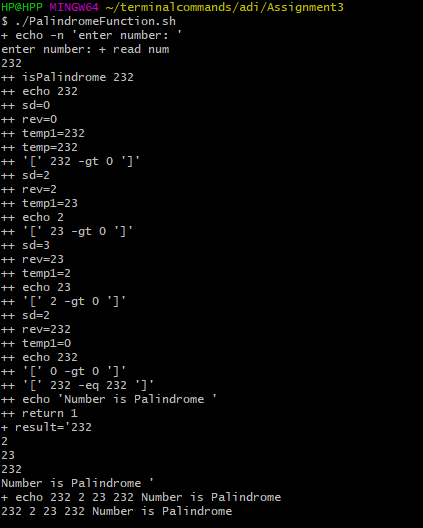 HP@HPP MINGW64 ~/terminalcommands/adi/Assignment3
$ ./PalindromeFunction.sh
+ echo -n 'enter number: '
enter number: + read num
232
++ isPalindrome 232
++ echo 232
++ sd=0
++ rev=0
++ temp1=232
++ temp=232
++ '[' 232 -gt 0 ']'
++ sd=2
++ rev=2
++ temp1=23
++ echo 2
++ '[' 23 -gt 0 ']'
++ sd=3
++ rev=23
++ temp1=2
++ echo 23
++ '[' 2 -gt 0 ']'
++ sd=2
++ rev=232
++ temp1=0
++ echo 232
++ '[' 0 -gt 0 ']'
++ '[' 232 -eq 232 ']'
++ echo 'Number is Palindrome '
++ return 1
+ result='232
2
23
232
Number is Palindrome '
+ echo 232 2 23 232 Number is Palindrome
232 2 23 232 Number is Palindrome